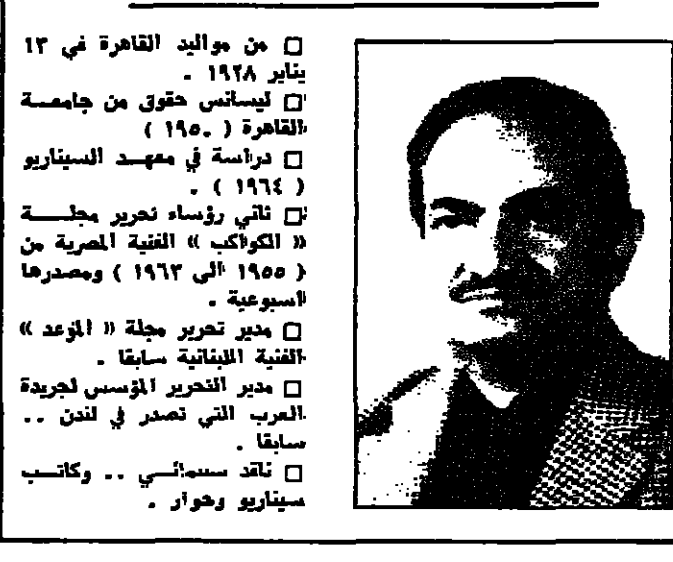 □ من مواليد القاهرة في ١٣
يناير ١٩٢٨ .
□ ليسانس حقوق من جامعة
القاهرة ( ١٩٥٠ )
□ دراسة في معهد السيناريو
( ١٩٦٤ ) .
□ ثاني رؤساء تحرير مجلة
« الكواكب » الفنية المصرية من
( ١٩٥٥ الى ١٩٦٣ ) ومصدرها
اسبوعية .
□ مدير تحرير مجلة « الموعد »
الفنية اللبنانية سابقا .
□ مدير التحرير المؤسس لجريدة
العرب التي تصدر في لندن ..
سابقا .
□ ناقد سينمائي .. وكاتب
سيناريو وحوار .